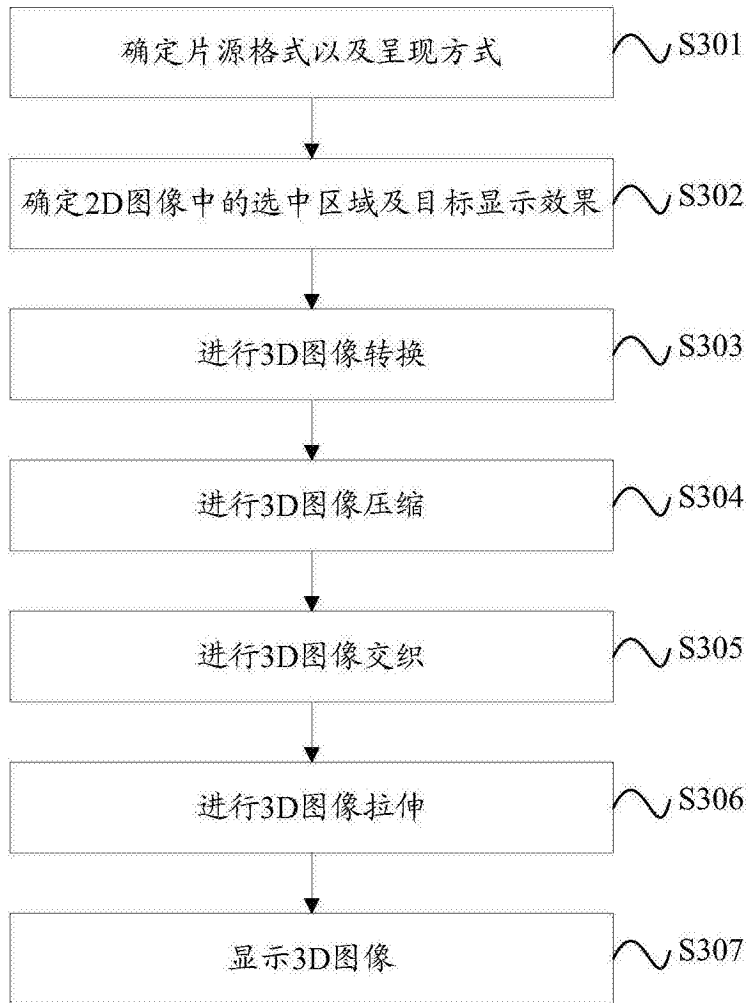 确定片源格式以及呈现方式
S301
确定2D图像中的选中区域及目标显示效果
S302
进行3D图像转换
S303
进行3D图像压缩
S304
进行3D图像交织
S305
进行3D图像拉伸
S306
显示3D图像
S307